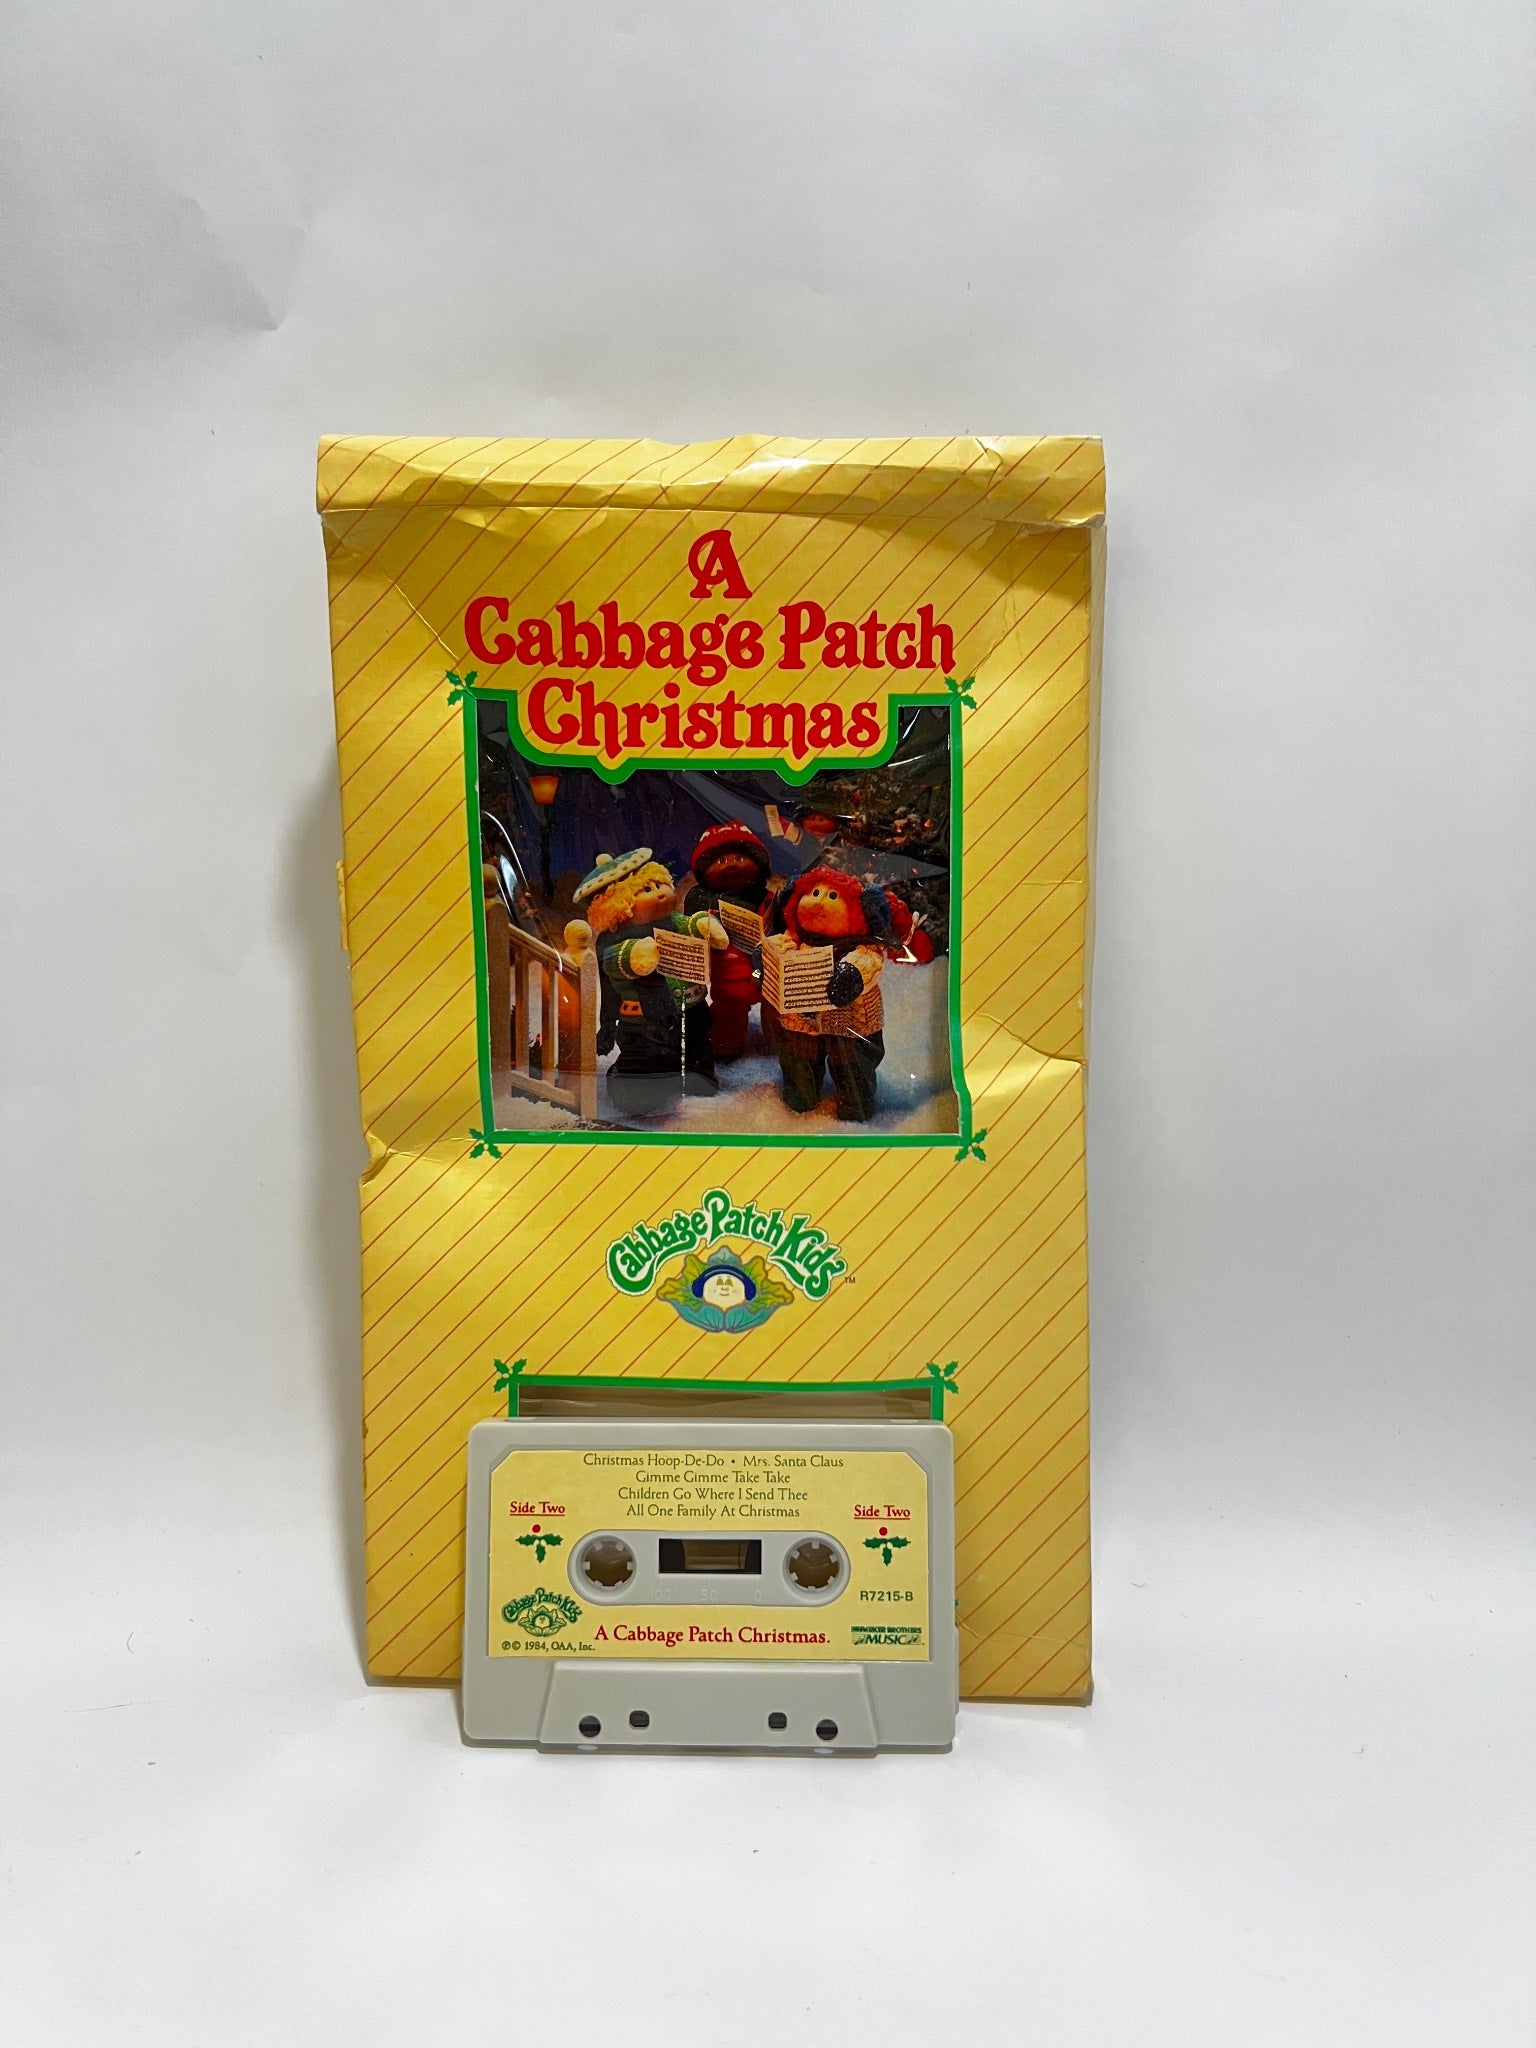 A
Cabbage Patch
Christmas
Cabbage Patch Kids™
Christmas Hoop-De-Do • Mrs. Santa Claus
Gimme Gimme Take Take
Children Go Where I Send Thee
All One Family At Christmas
Side Two
Side Two
100 50 0
R7215-B
Cabbage Patch Kids
A Cabbage Patch Christmas.
PARKER BROTHERS
MUSIC
℗© 1984, OAA, Inc.